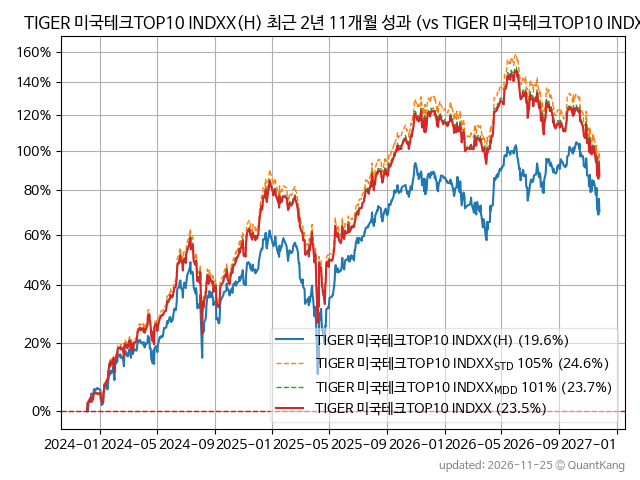 TIGER 미국테크TOP10 INDXX(H) 최근 2년 11개월 성과 (vs TIGER 미국테크TOP10 INDX
160%
140%
120%
100%
80%
60%
40%
20%
0%
TIGER 미국테크TOP10 INDXX(H) (19.6%)
TIGER 미국테크TOP10 INDXXSTD 105% (24.6%)
TIGER 미국테크TOP10 INDXXMDD 101% (23.7%)
TIGER 미국테크TOP10 INDXX (23.5%)
2024-01 2024-05 2024-09 2025-01 2025-05 2025-09 2026-01 2026-05 2026-09 2027-01
updated: 2026-11-25 © QuantKang